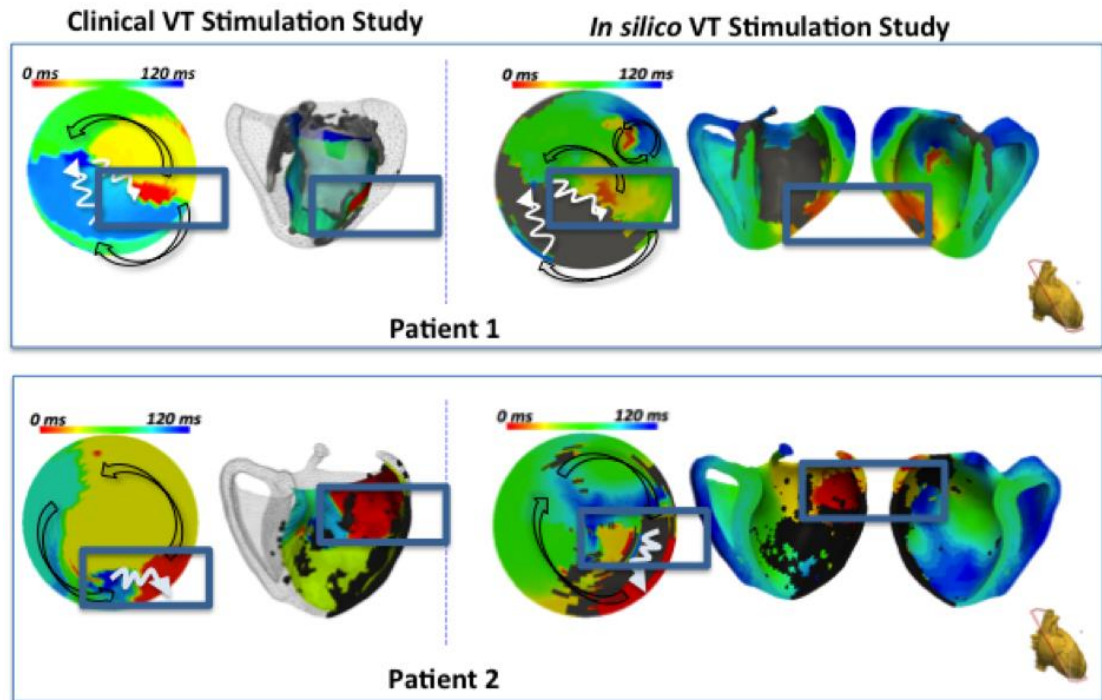 Clinical VT Stimulation Study
In silico VT Stimulation Study
0 ms 120 ms
0 ms 120 ms
Patient 1
0 ms 120 ms
0 ms 120 ms
Patient 2